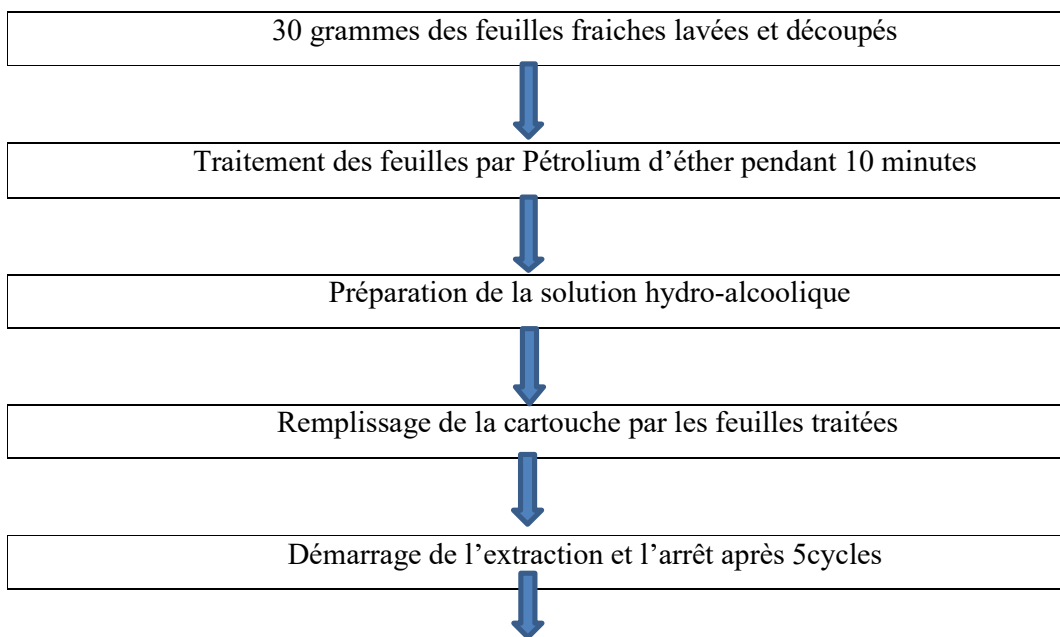 30 grammes des feuilles fraiches lavées et découpés
Traitement des feuilles par Pétrolium d’éther pendant 10 minutes
Préparation de la solution hydro-alcoolique
Remplissage de la cartouche par les feuilles traitées
Démarrage de l’extraction et l’arrêt après 5cycles